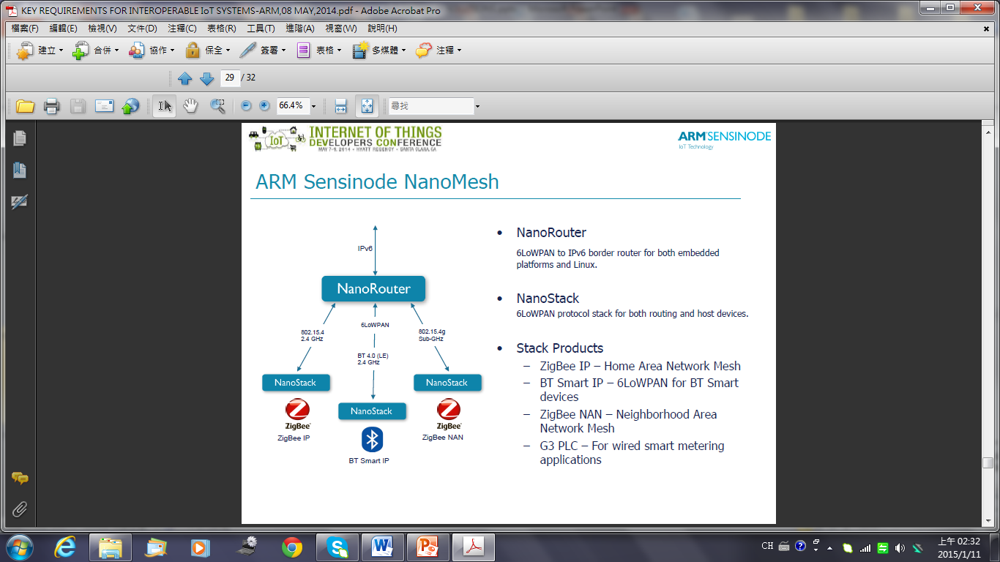 KEY REQUIREMENTS FOR INTEROPERABLE IoT SYSTEMS-ARM,08 MAY,2014.pdf - Adobe Acrobat Pro
檔案(F) 編輯(E) 檢視(V) 文件(D) 注釋(C) 表格(R) 工具(T) 進階(A) 視窗(W) 說明(H)
建立 合併 協作 保全 簽署 表格 多媒體 注釋
29 / 32
66.4% 尋找
IoT
INTERNET OF THINGS
DEVELOPERS CONFERENCE
MAY 7-8, 2014 • HYATT REGENCY • SANTA CLARA, CA
ARMSENSINODE
IoT Technology
ARM Sensinode NanoMesh
IPv6
NanoRouter
802.15.4
2.4 GHz
6LoWPAN
BT 4.0 (LE)
2.4 GHz
802.15.4g
Sub-GHz
NanoStack
NanoStack
NanoStack
ZigBee
ZigBee IP
BT Smart IP
ZigBee
ZigBee NAN
• NanoRouter
6LoWPAN to IPv6 border router for both embedded
platforms and Linux.
• NanoStack
6LoWPAN protocol stack for both routing and host devices.
• Stack Products
– ZigBee IP – Home Area Network Mesh
– BT Smart IP – 6LoWPAN for BT Smart
devices
– ZigBee NAN – Neighborhood Area
Network Mesh
– G3 PLC – For wired smart metering
applications
CH
上午 02:32
2015/1/11